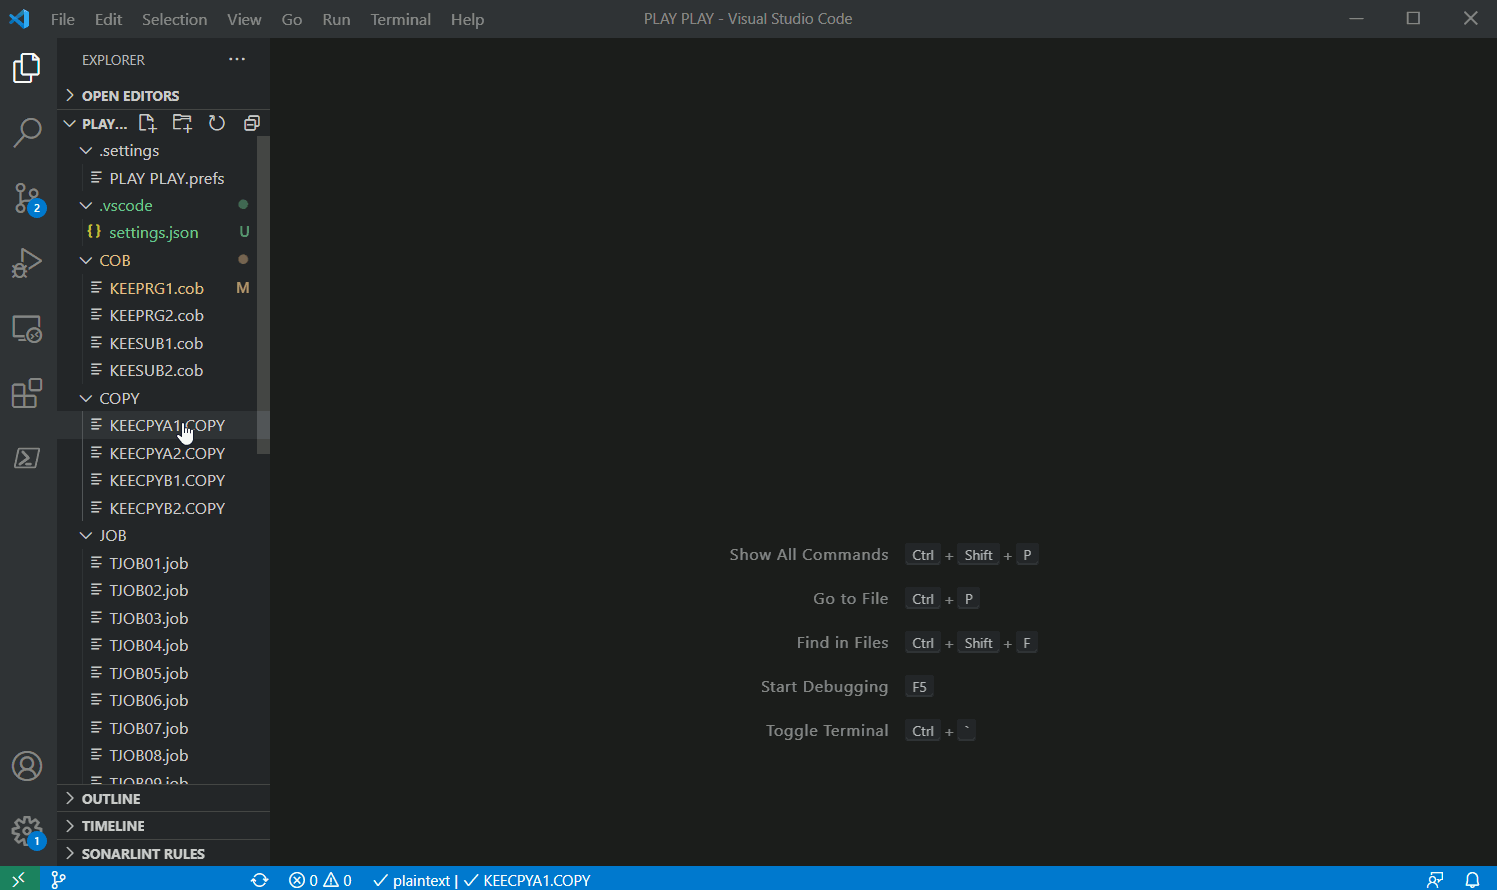 File Edit Selection View Go Run Terminal Help PLAY PLAY - Visual Studio Code
EXPLORER ···
OPEN EDITORS
PLAY...
.settings
PLAY PLAY.prefs
.vscode
{} settings.json U
COB
KEEPRG1.cob M
KEEPRG2.cob
KEESUB1.cob
KEESUB2.cob
COPY
KEECPYA1.COPY
KEECPYA2.COPY
KEECPYB1.COPY
KEECPYB2.COPY
JOB
TJOB01.job
TJOB02.job
TJOB03.job
TJOB04.job
TJOB05.job
TJOB06.job
TJOB07.job
TJOB08.job
TJOB09.job
OUTLINE
TIMELINE
SONARLINT RULES
2
1
Show All Commands Ctrl + Shift + P
Go to File Ctrl + P
Find in Files Ctrl + Shift + F
Start Debugging F5
Toggle Terminal Ctrl + `
0 0 plaintext | KEECPYA1.COPY